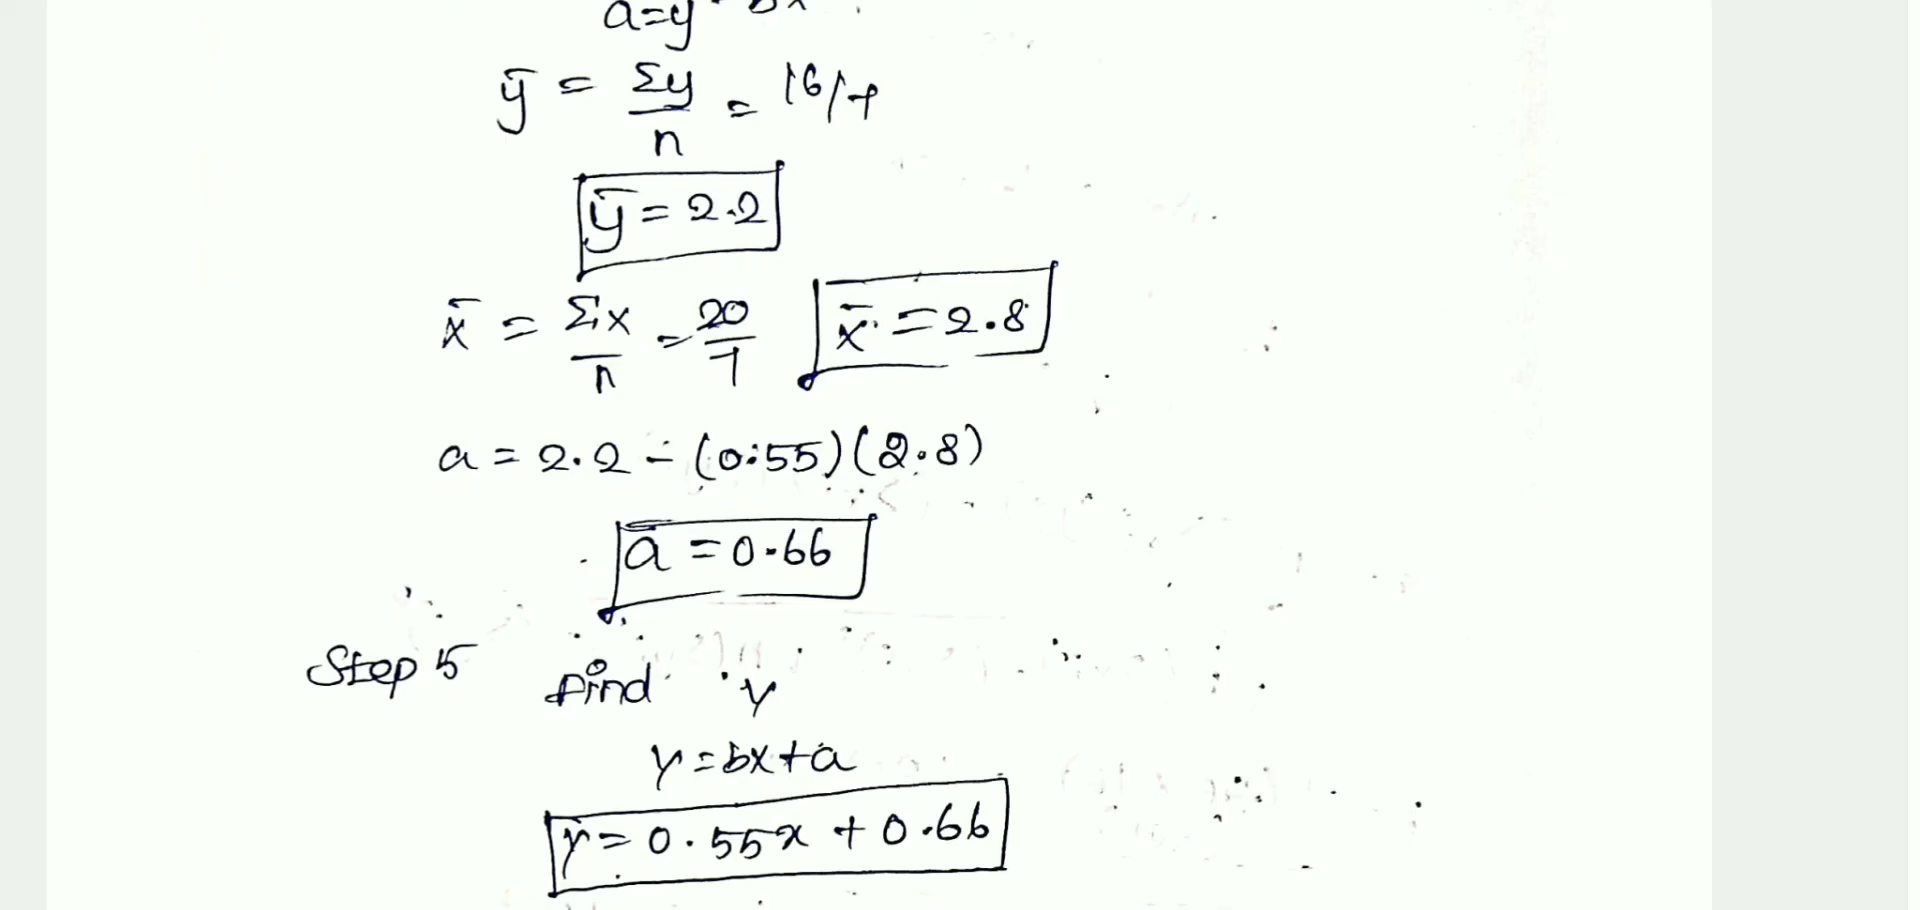 a=y - bx
ȳ = Σy/n = 16/7
ȳ = 2.2
x̄ = Σx/n = 20/7 x̄ = 2.8
a = 2.2 - (0.55)(2.8)
a = 0.66
Step 5 find y
y = bx+a
y = 0.55x + 0.66